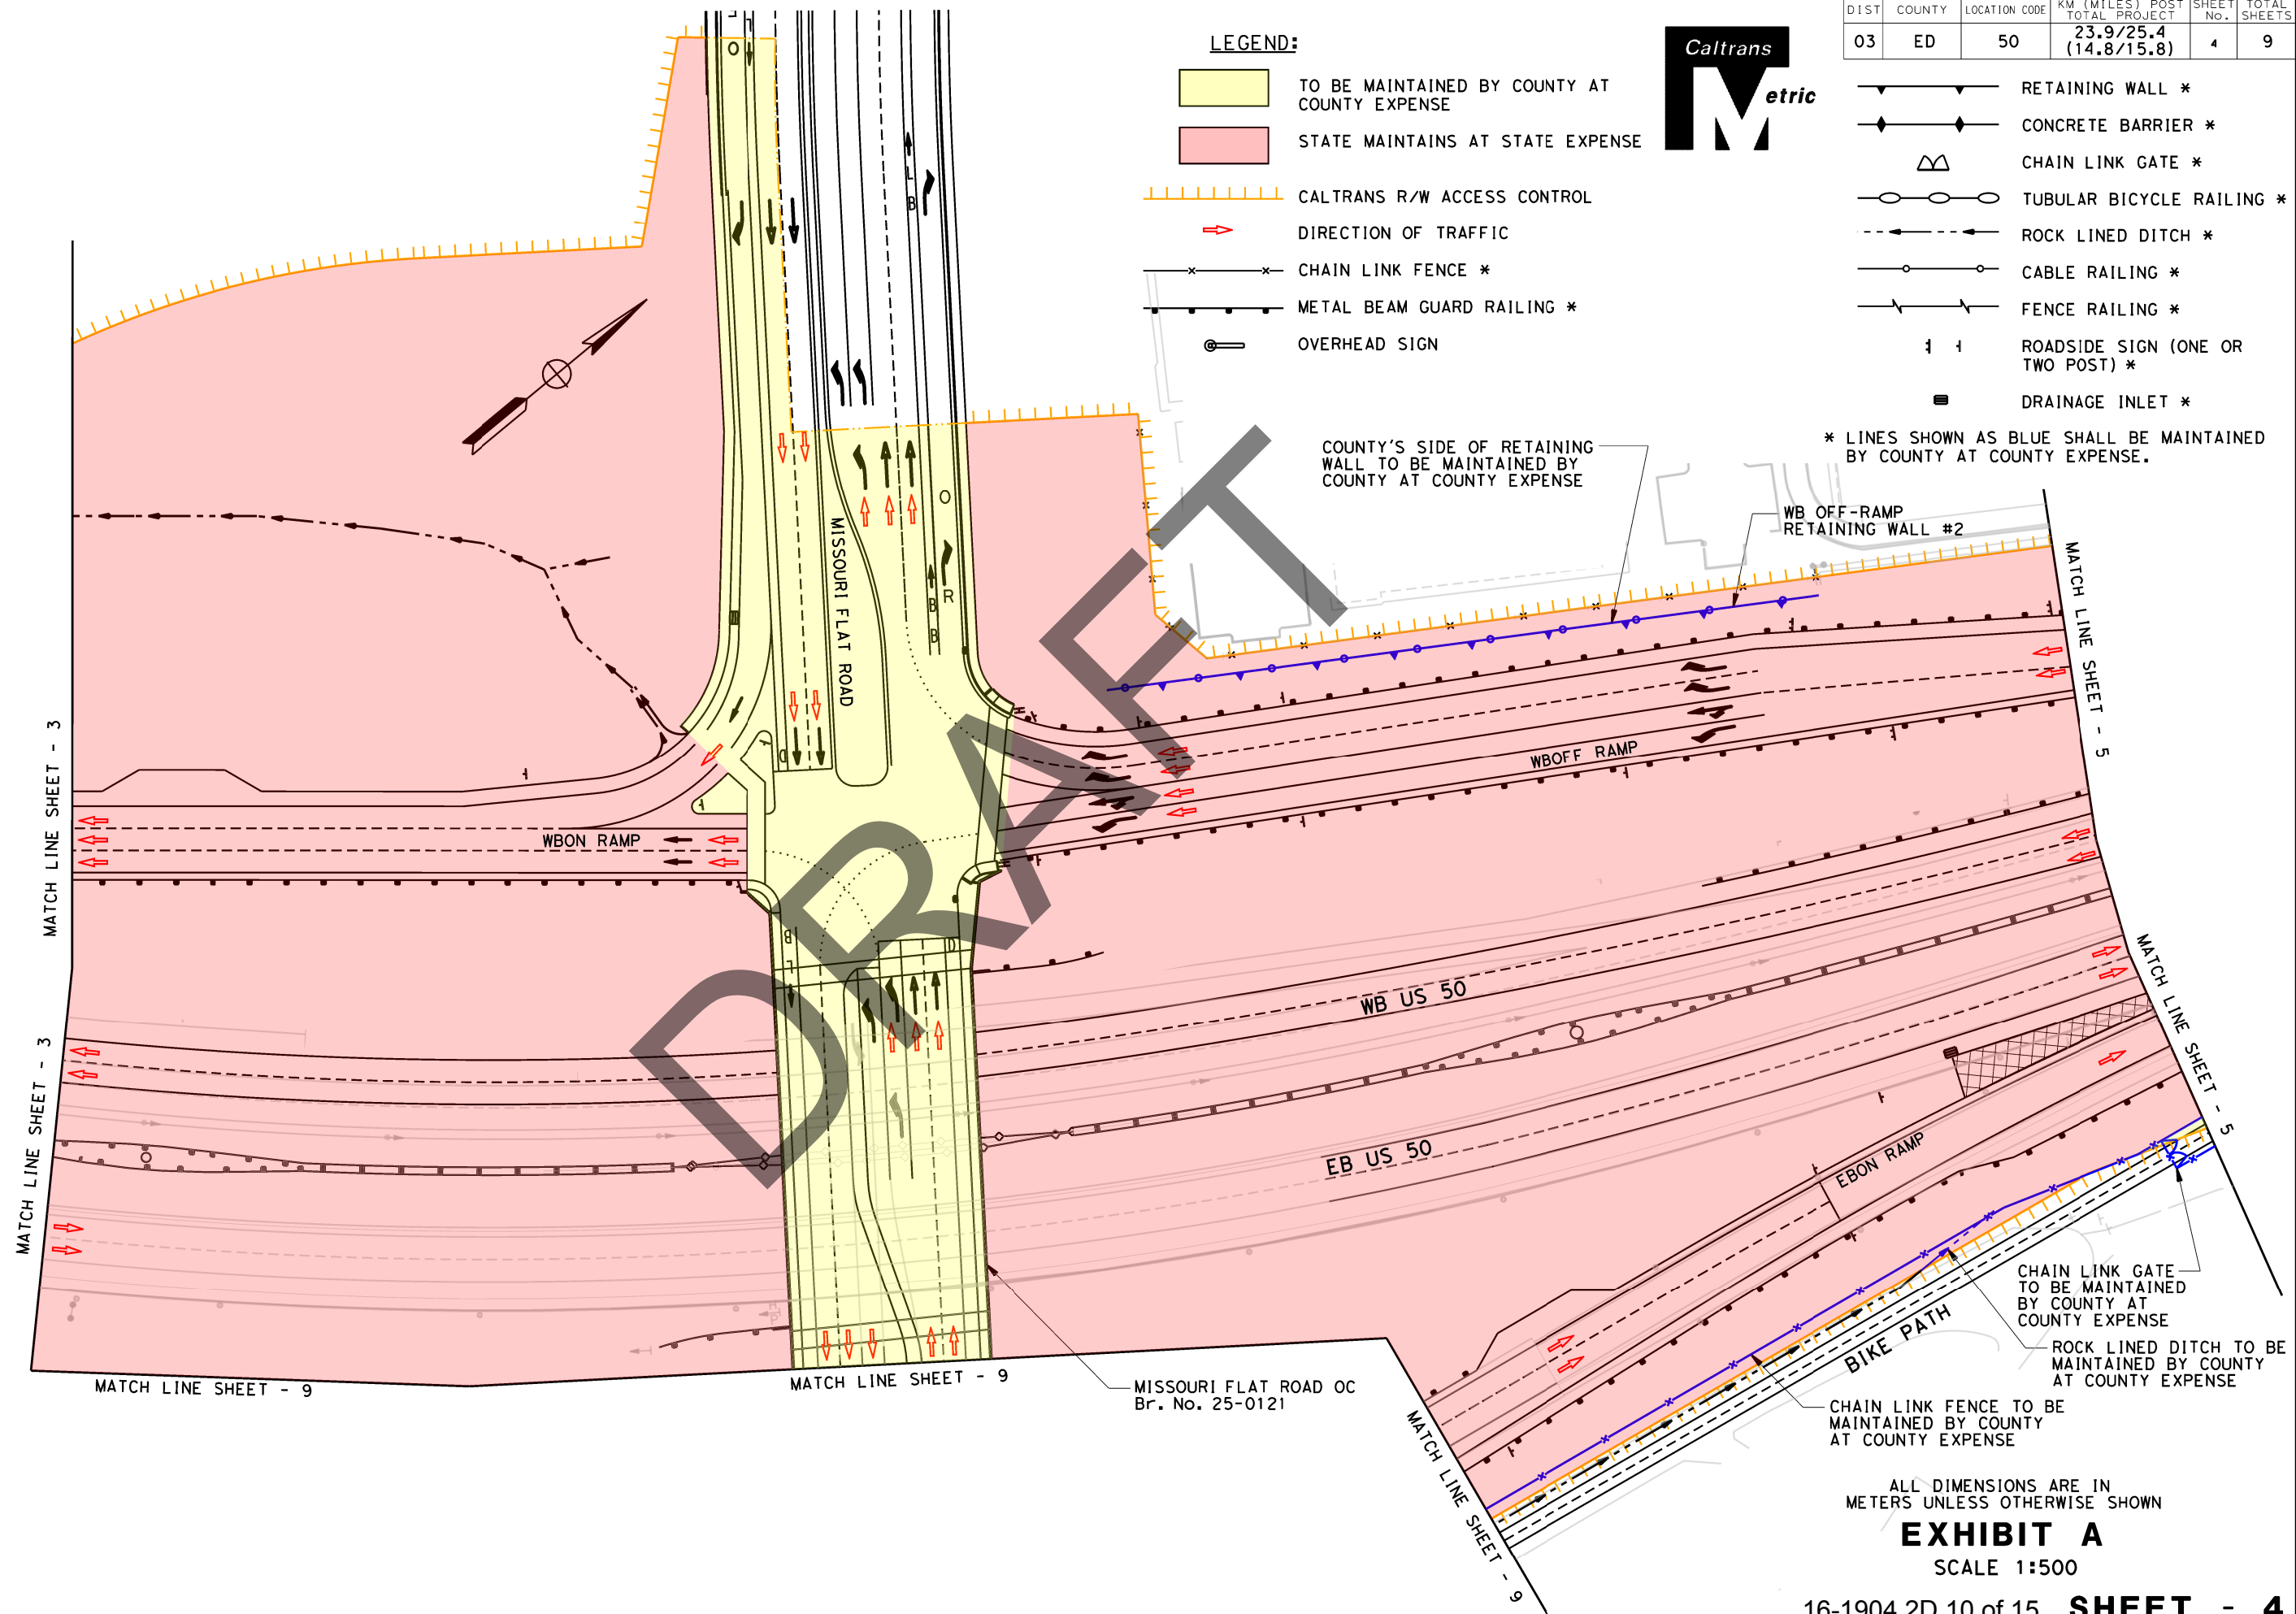 DIST COUNTY LOCATION CODE KM (MILES) POST TOTAL PROJECT SHEET No. TOTAL SHEETS
03 ED 50 23.9/25.4 (14.8/15.8) 4 9
Caltrans
Metric
LEGEND:
TO BE MAINTAINED BY COUNTY AT
COUNTY EXPENSE
STATE MAINTAINS AT STATE EXPENSE
CALTRANS R/W ACCESS CONTROL
DIRECTION OF TRAFFIC
CHAIN LINK FENCE *
METAL BEAM GUARD RAILING *
OVERHEAD SIGN
RETAINING WALL *
CONCRETE BARRIER *
CHAIN LINK GATE *
TUBULAR BICYCLE RAILING *
ROCK LINED DITCH *
CABLE RAILING *
FENCE RAILING *
ROADSIDE SIGN (ONE OR
TWO POST) *
DRAINAGE INLET *
* LINES SHOWN AS BLUE SHALL BE MAINTAINED
BY COUNTY AT COUNTY EXPENSE.
COUNTY'S SIDE OF RETAINING
WALL TO BE MAINTAINED BY
COUNTY AT COUNTY EXPENSE
WB OFF-RAMP
RETAINING WALL #2
MISSOURI FLAT ROAD
MATCH LINE SHEET - 3
MATCH LINE SHEET - 5
WBOFF RAMP
WBON RAMP
DRAFT
WB US 50
EB US 50
EBON RAMP
MATCH LINE SHEET - 3
MATCH LINE SHEET - 5
CHAIN LINK GATE
TO BE MAINTAINED
BY COUNTY AT
COUNTY EXPENSE
BIKE PATH
ROCK LINED DITCH TO BE
MAINTAINED BY COUNTY
AT COUNTY EXPENSE
MATCH LINE SHEET - 9
MATCH LINE SHEET - 9
MISSOURI FLAT ROAD OC
Br. No. 25-0121
CHAIN LINK FENCE TO BE
MAINTAINED BY COUNTY
AT COUNTY EXPENSE
MATCH LINE SHEET - 9
ALL DIMENSIONS ARE IN
METERS UNLESS OTHERWISE SHOWN
EXHIBIT A
SCALE 1:500
16-1904 2D 10 of 15 SHEET - 4